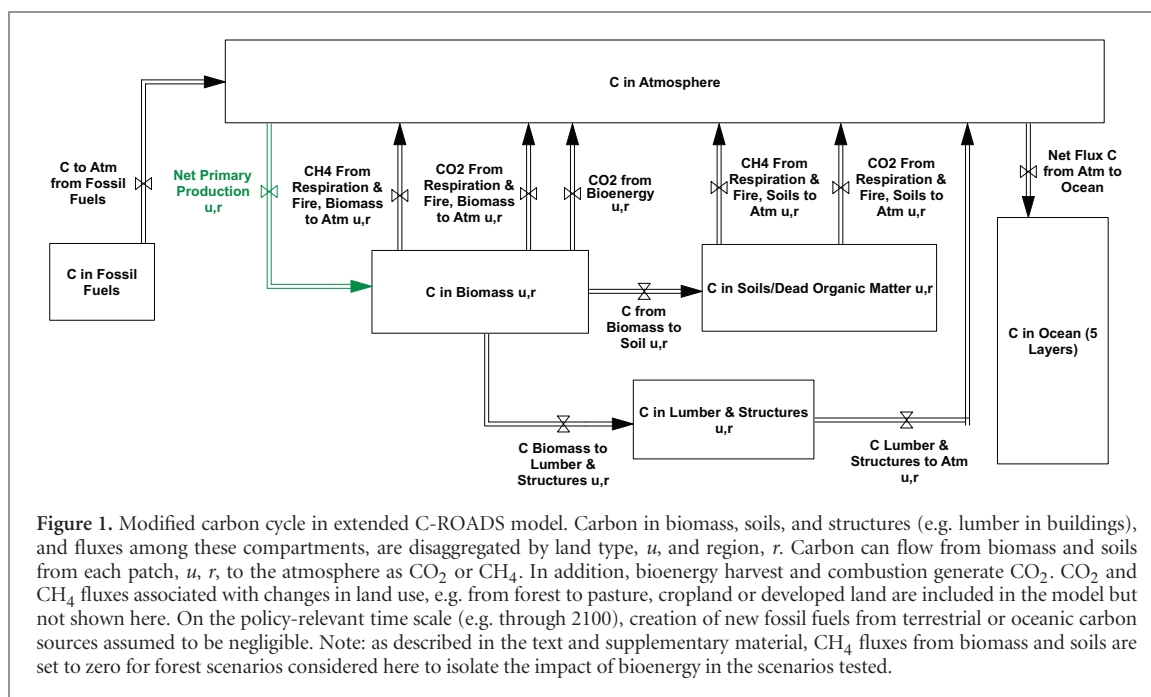 C in Atmosphere
C to Atm
from Fossil
Fuels
Net Primary
Production
u,r
CH4 From
Respiration &
Fire, Biomass
to Atm u,r
CO2 From
Respiration &
Fire, Biomass
to Atm u,r
CO2 from
Bioenergy
u,r
CH4 From
Respiration &
Fire, Soils to
Atm u,r
CO2 From
Respiration &
Fire, Soils to
Atm u,r
Net Flux C
from Atm to
Ocean
C in Fossil
Fuels
C in Biomass u,r
C from
Biomass to
Soil u,r
C in Soils/Dead Organic Matter u,r
C in Ocean (5
Layers)
C in Lumber & Structures
u,r
C Biomass to
Lumber &
Structures u,r
C Lumber &
Structures to Atm
u,r
Figure 1. Modified carbon cycle in extended C-ROADS model. Carbon in biomass, soils, and structures (e.g. lumber in buildings),
and fluxes among these compartments, are disaggregated by land type, u, and region, r. Carbon can flow from biomass and soils
from each patch, u, r, to the atmosphere as CO2 or CH4. In addition, bioenergy harvest and combustion generate CO2. CO2 and
CH4 fluxes associated with changes in land use, e.g. from forest to pasture, cropland or developed land are included in the model but
not shown here. On the policy-relevant time scale (e.g. through 2100), creation of new fossil fuels from terrestrial or oceanic carbon
sources assumed to be negligible. Note: as described in the text and supplementary material, CH4 fluxes from biomass and soils are
set to zero for forest scenarios considered here to isolate the impact of bioenergy in the scenarios tested.